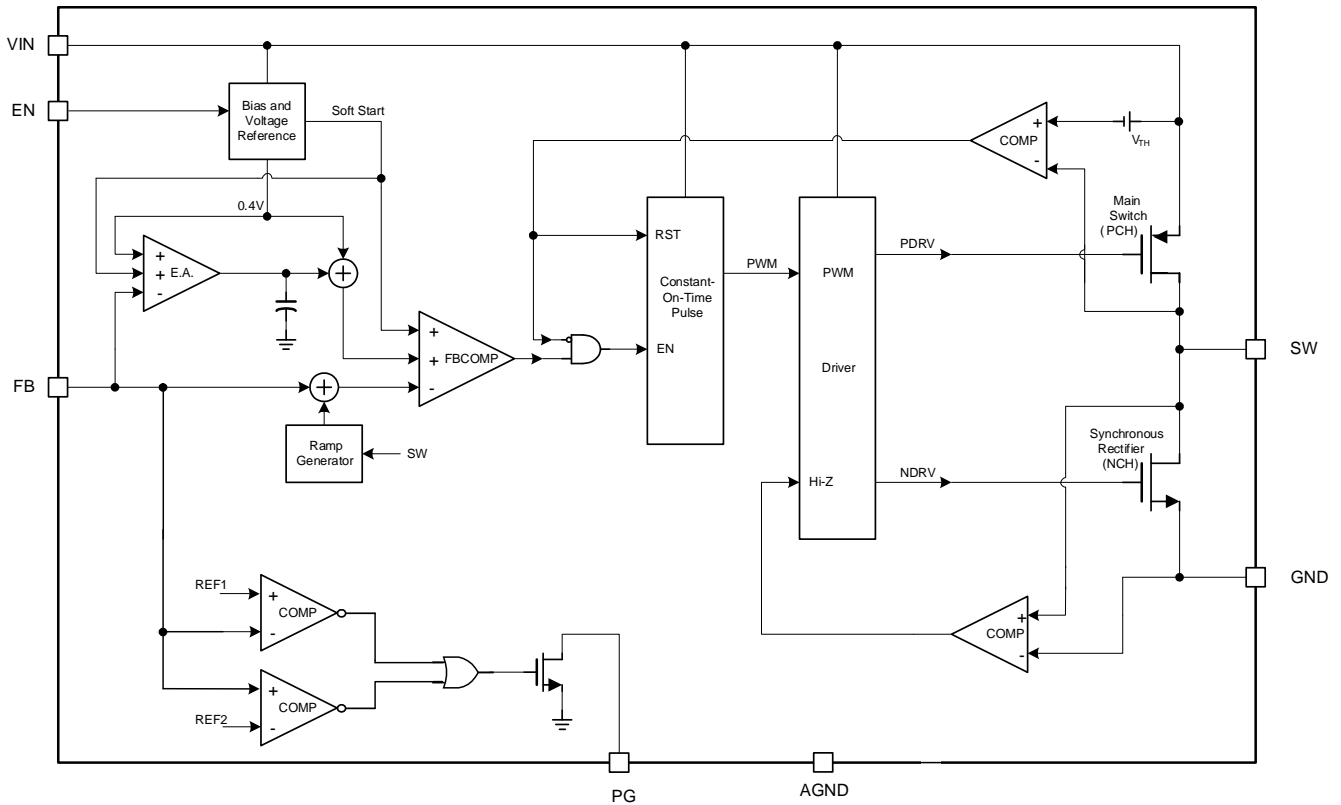 VIN
EN
Bias and
Voltage
Reference
Soft Start
+
COMP
-
VTH
0.4V
Main
Switch
(PCH)
RST
PDRV
+
+
E.A.
-
+
PWM
PWM
Constant-
On-Time
Pulse
+
+
FBCOMP
-
EN
SW
FB
+
Driver
Ramp
Generator
SW
Synchronous
Rectifier
(NCH)
Hi-Z
NDRV
GND
REF1
+
COMP
-
+
COMP
-
+
COMP
REF2
-
PG
AGND